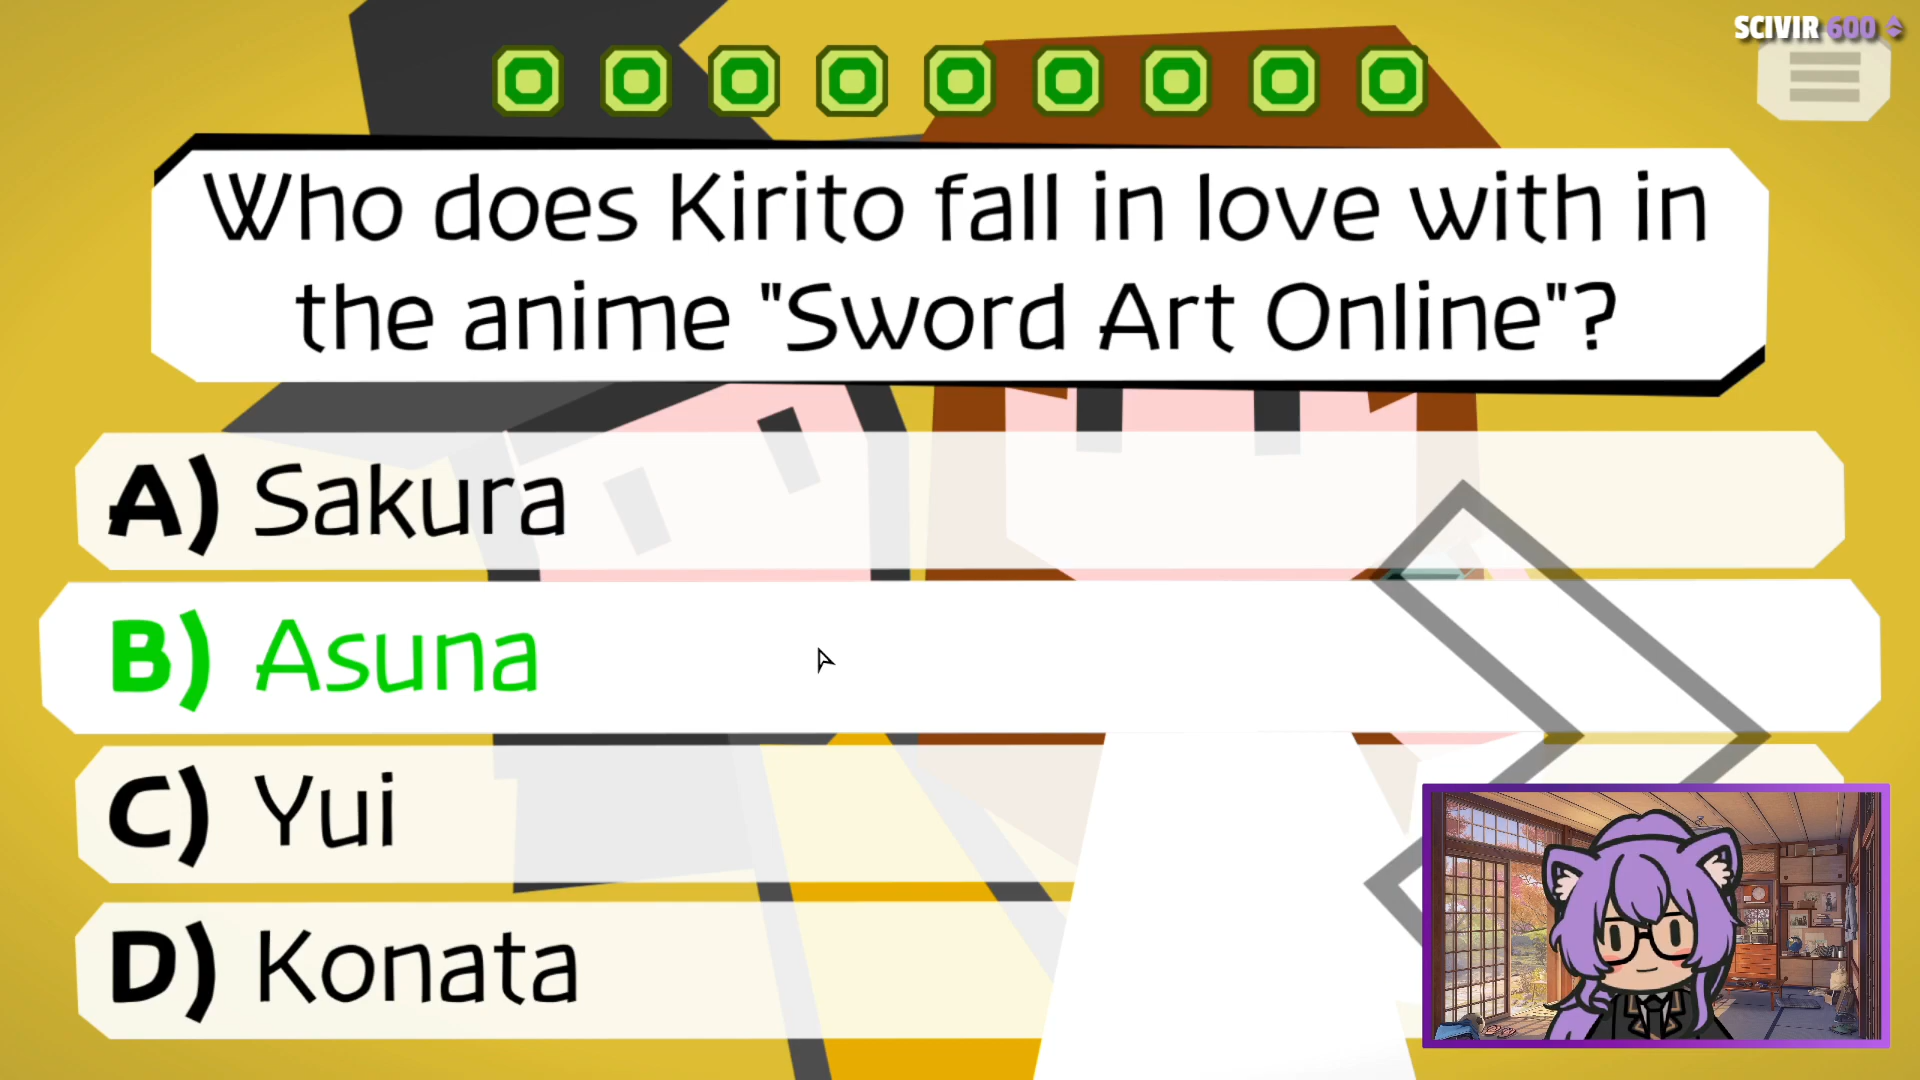 SCIVIR 600
Who does Kirito fall in love with in
the anime "Sword Art Online"?
A) Sakura
B) Asuna
C) Yui
D) Konata